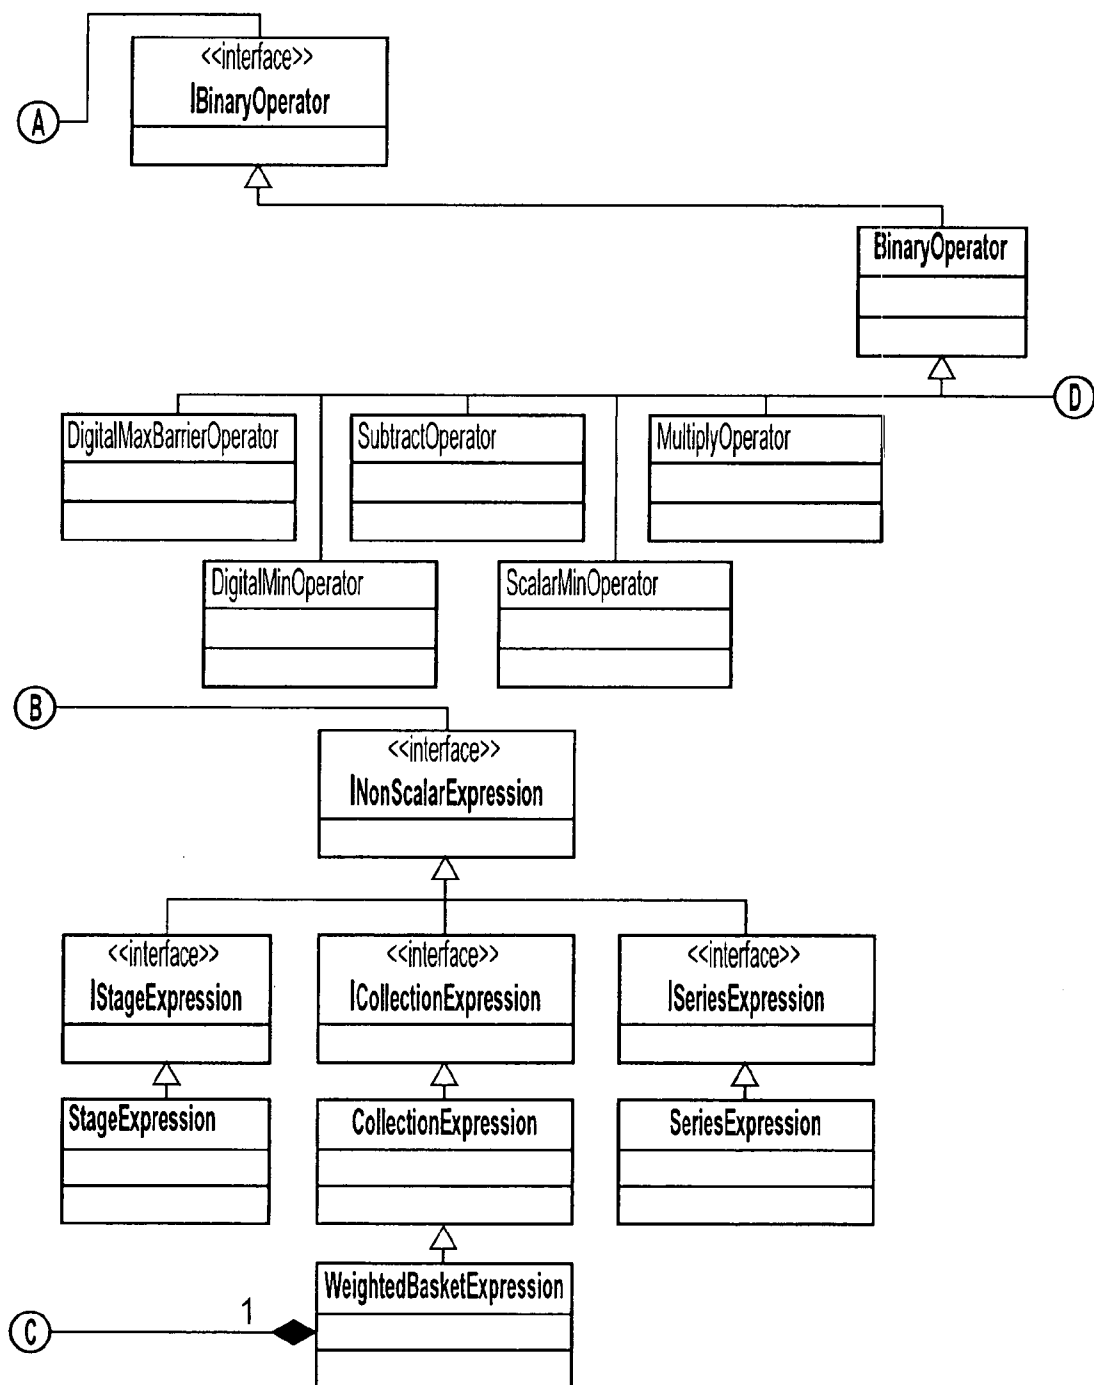 <<interface>>
IBinaryOperator
A
BinaryOperator
D
DigitalMaxBarrierOperator
SubtractOperator
MultiplyOperator
DigitalMinOperator
ScalarMinOperator
B
<<interface>>
INonScalarExpression
<<interface>>
IStageExpression
<<interface>>
ICollectionExpression
<<interface>>
ISeriesExpression
StageExpression
CollectionExpression
SeriesExpression
WeightedBasketExpression
1
C